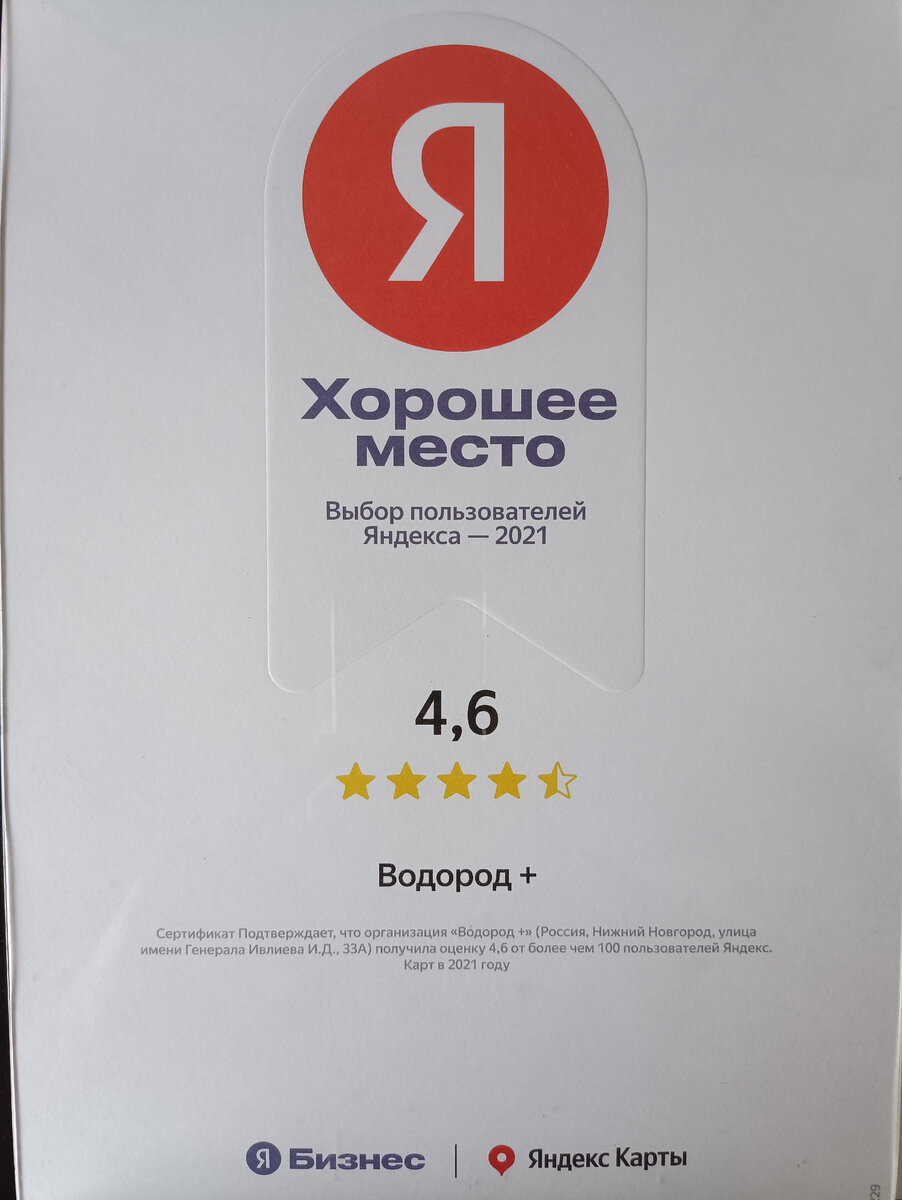 Я
Хорошее
место
Выбор пользователей
Яндекса — 2021
4,6
Водород +
Сертификат Подтверждает, что организация «Водород +» (Россия, Нижний Новгород, улица
имени Генерала Ивлиева И.Д., 33А) получила оценку 4,6 от более чем 100 пользователей Яндекс.
Карт в 2021 году
Я Бизнес | Яндекс Карты